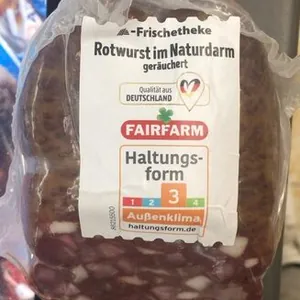 -Frischetheke
Rotwurst im Naturdarm
geräuchert
Qualität aus
DEUTSCHLAND
FAIRFARM
Haltungs-
form
1 2 3 4
Außenklima
haltungsform.de